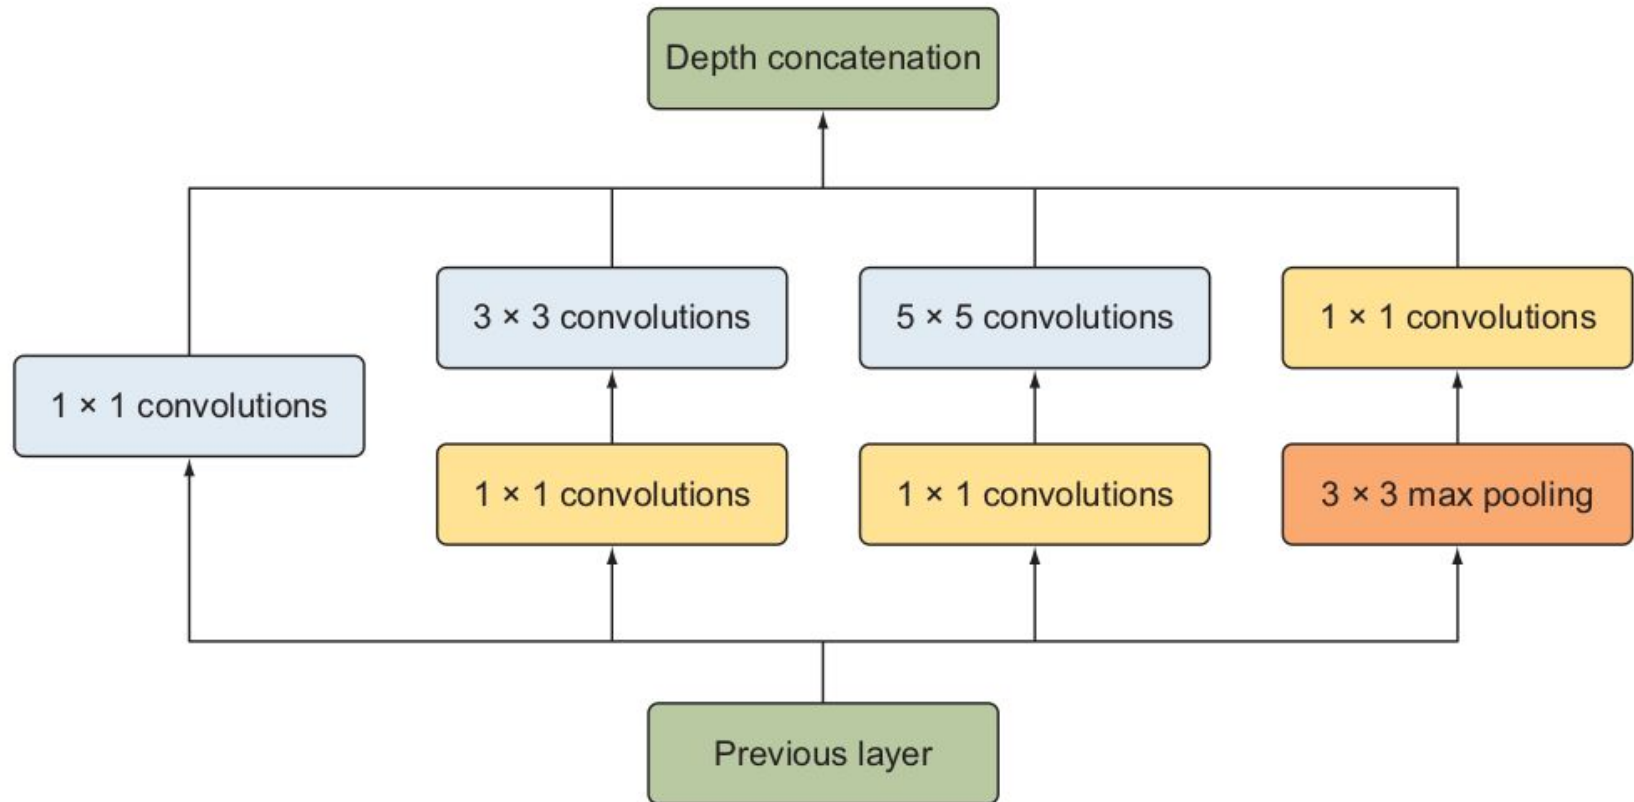 Depth concatenation
3 × 3 convolutions
5 × 5 convolutions
1 × 1 convolutions
1 × 1 convolutions
1 × 1 convolutions
1 × 1 convolutions
3 × 3 max pooling
Previous layer